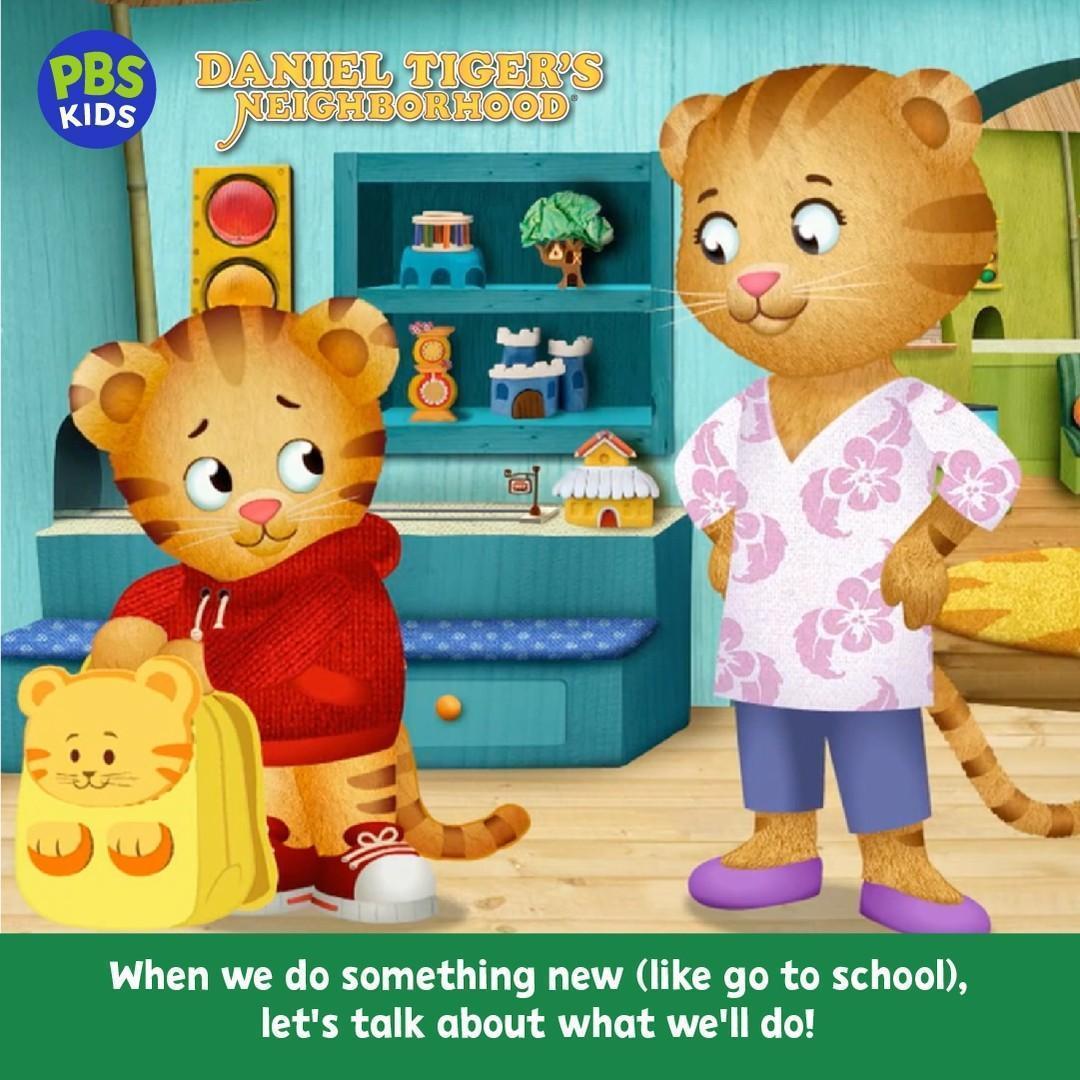 PBS
KIDS
DANIEL TIGER'S
NEIGHBORHOOD
When we do something new (like go to school),
let's talk about what we'll do!